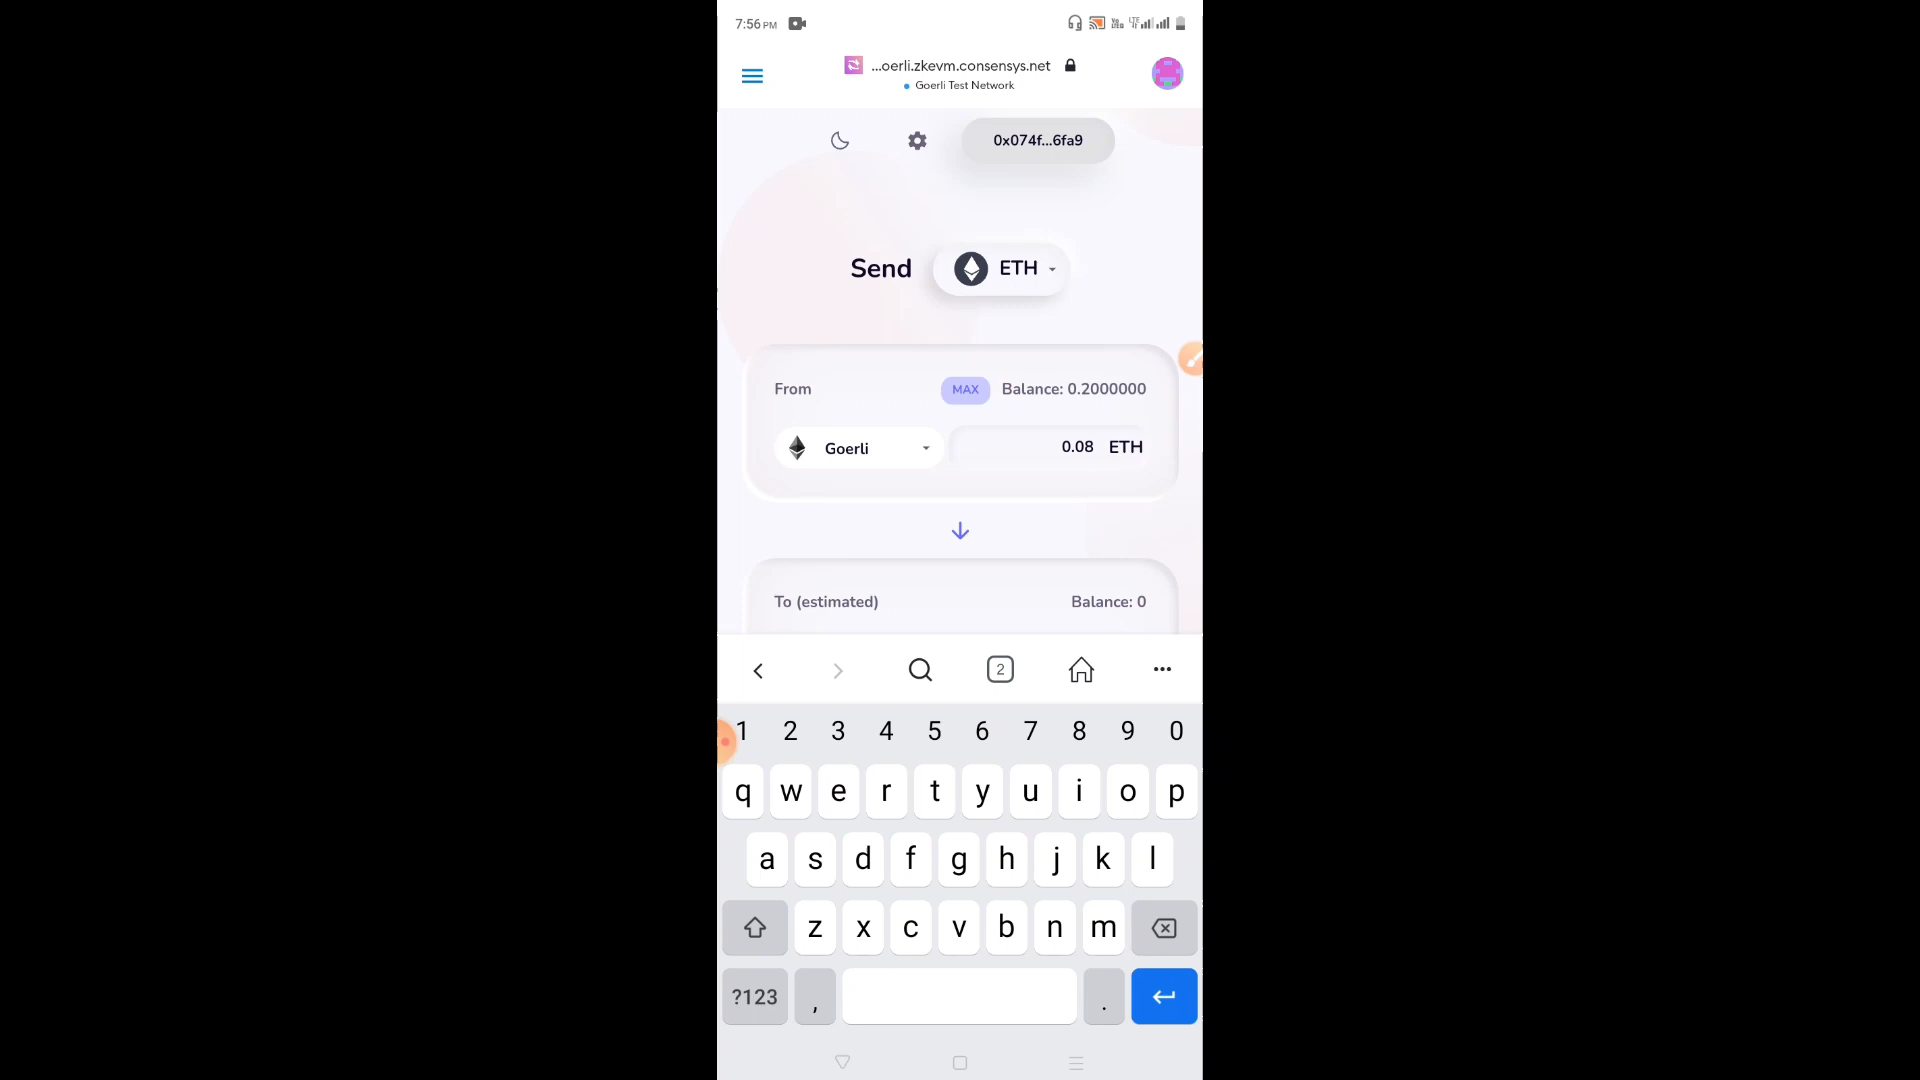 7:56 PM
...oerli.zkevm.consensys.net
Goerli Test Network
0x074f...6fa9
Send ETH
From MAX Balance: 0.2000000
Goerli 0.08 ETH
To (estimated) Balance: 0
2
1 2 3 4 5 6 7 8 9 0
q w e r t y u i o p
a s d f g h j k l
z x c v b n m
?123 , .